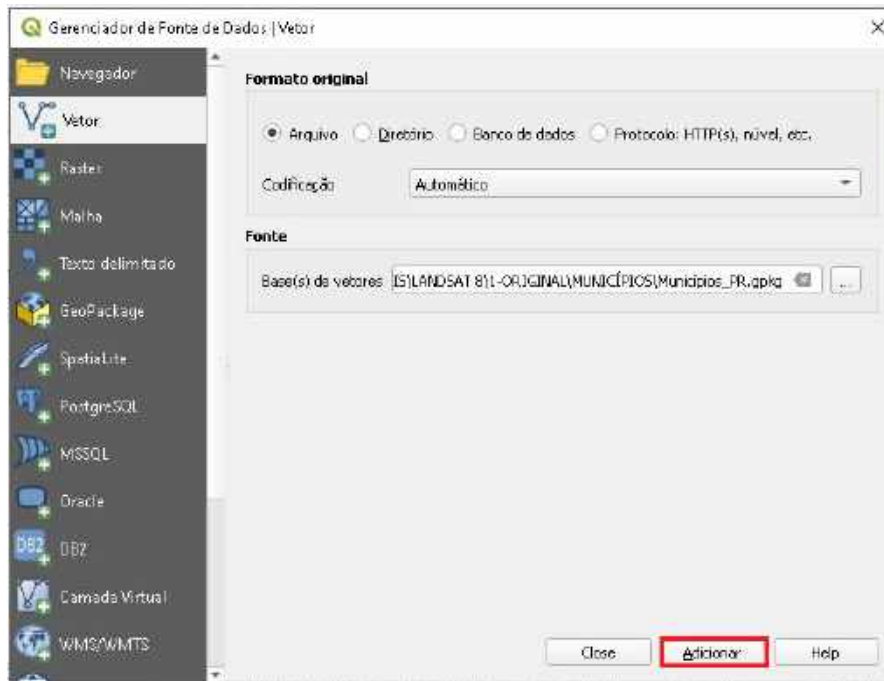 Gerenciador de Fonte de Dados | Vetor
Navegador
Vetor
Raster
Malha
Texto delimitado
GeoPackage
SpatiaLite
PostgreSQL
MSSQL
Oracle
DB2
DB2
Camada Virtual
WMS/WMTS
Formato original
Arquivo Diretório Banco de dados Protocolo: HTTP(s), núvel, etc.
Codificação Automático
Fonte
Base(s) de vetores IS\LANDSAT 8\1-ORIGINAL\MUNICÍPIOS\Municipios_PR.gpkg ...
Close Adicionar Help